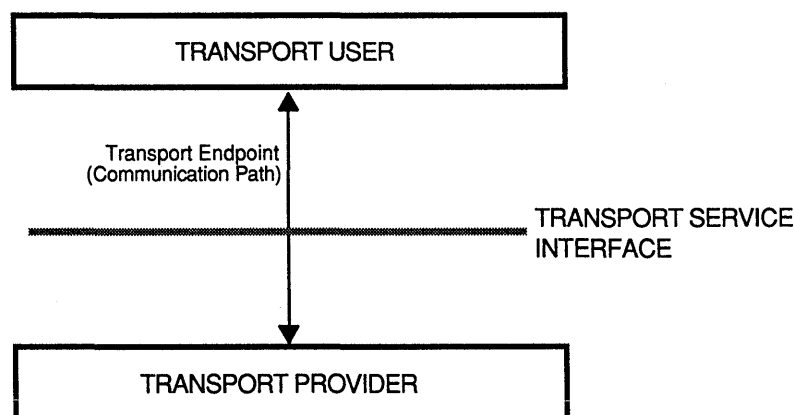 TRANSPORT USER
Transport Endpoint
(Communication Path)
TRANSPORT SERVICE
INTERFACE
TRANSPORT PROVIDER